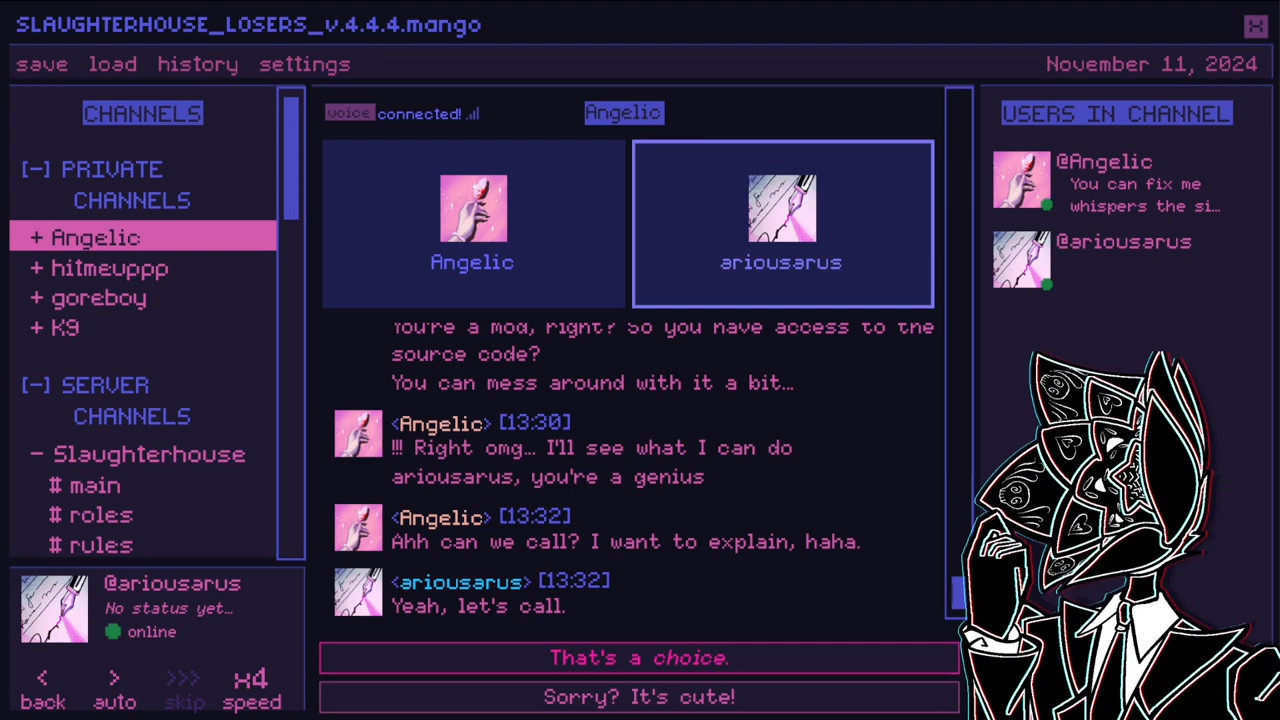 SLAUGHTERHOUSE_LOSERS_v.4.4.4.mango
x
save load history settings
November 11, 2024
CHANNELS
[-] PRIVATE
CHANNELS
+ Angelic
+ hitmeuppp
+ goreboy
+ K9
[-] SERVER
CHANNELS
- Slaughterhouse
# main
# roles
# rules
@ariousarus
No status yet...
online
< back
> auto
>>> skip
x4 speed
voice connected!
Angelic
Angelic
ariousarus
You're a mod, right? So you have access to the
source code?
You can mess around with it a bit...
<Angelic> [13:30]
!!! Right omg... I'll see what I can do
ariousarus, you're a genius
<Angelic> [13:32]
Ahh can we call? I want to explain, haha.
<ariousarus> [13:32]
Yeah, let's call.
That's a choice.
Sorry? It's cute!
USERS IN CHANNEL
@Angelic
You can fix me
whispers the si...
@ariousarus